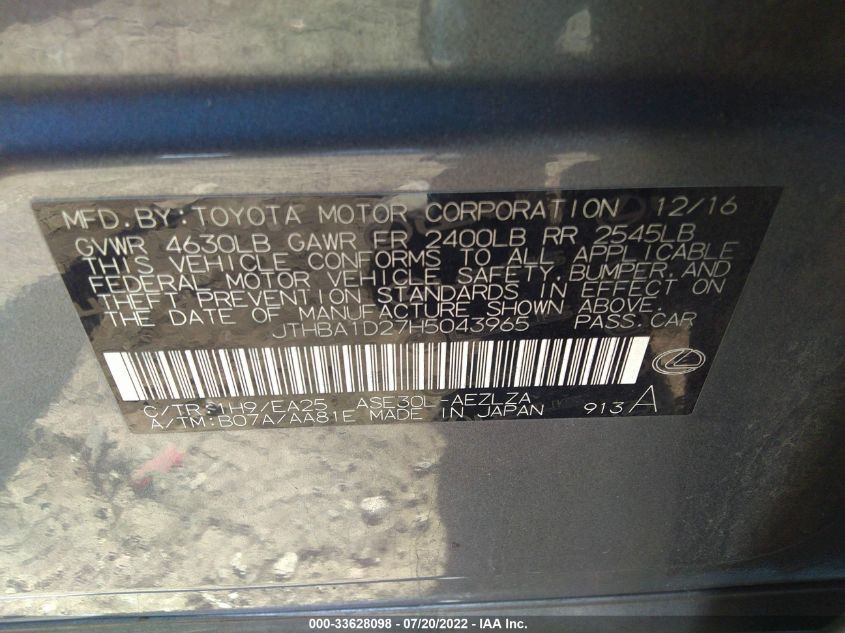 MFD. BY: TOYOTA MOTOR CORPORATION 12/16
GVWR 4630LB GAWR FR 2400LB RR 2545LB
THIS VEHICLE CONFORMS TO ALL APPLICABLE
FEDERAL MOTOR VEHICLE SAFETY, BUMPER, AND
THEFT PREVENTION STANDARDS IN EFFECT ON
THE DATE OF MANUFACTURE SHOWN ABOVE.
JTHBA1D27H5043965 PASS. CAR
C/TR: 1H9/EA25 ASE30L-AEZLZA
A/TM: B07A/AA81E MADE IN JAPAN 913 A
000-33628098 - 07/20/2022 - IAA Inc.